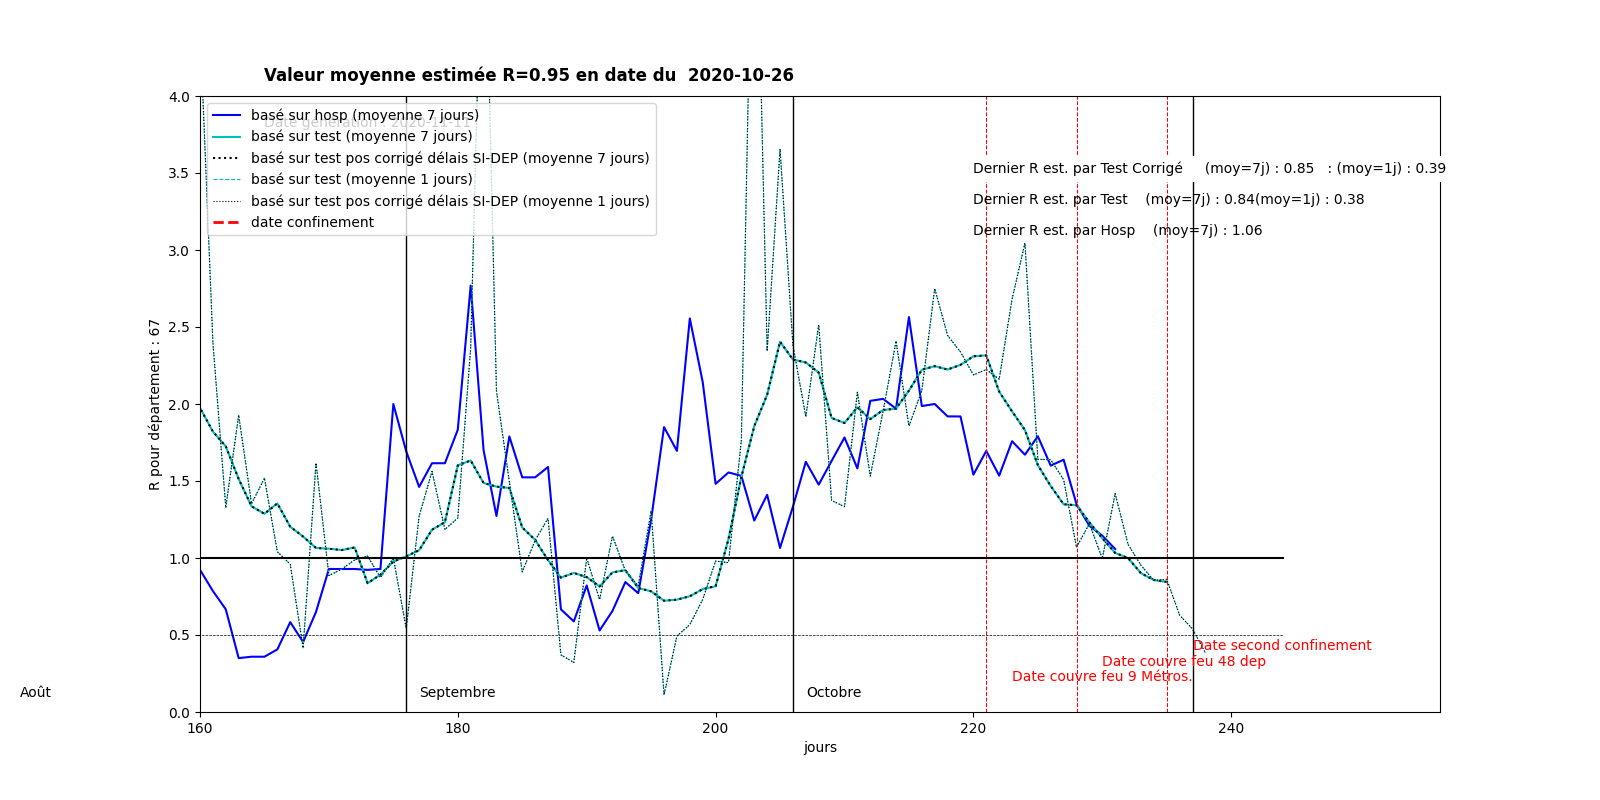 Valeur moyenne estimée R=0.95 en date du  2020-10-26
4.0
3.5
3.0
2.5
2.0
1.5
1.0
0.5
0.0
R pour département : 67
basé sur hosp (moyenne 7 jours)
Date génération : 2020-11-11
basé sur test (moyenne 7 jours)
basé sur test pos corrigé délais SI-DEP (moyenne 7 jours)
basé sur test (moyenne 1 jours)
basé sur test pos corrigé délais SI-DEP (moyenne 1 jours)
date confinement
Dernier R est. par Test Corrigé     (moy=7j) : 0.85   : (moy=1j) : 0.39
Dernier R est. par Test    (moy=7j) : 0.84(moy=1j) : 0.38
Dernier R est. par Hosp    (moy=7j) : 1.06
Date second confinement
Date couvre feu 48 dep
Date couvre feu 9 Métros.
Août
Septembre
Octobre
160
180
200
220
240
jours